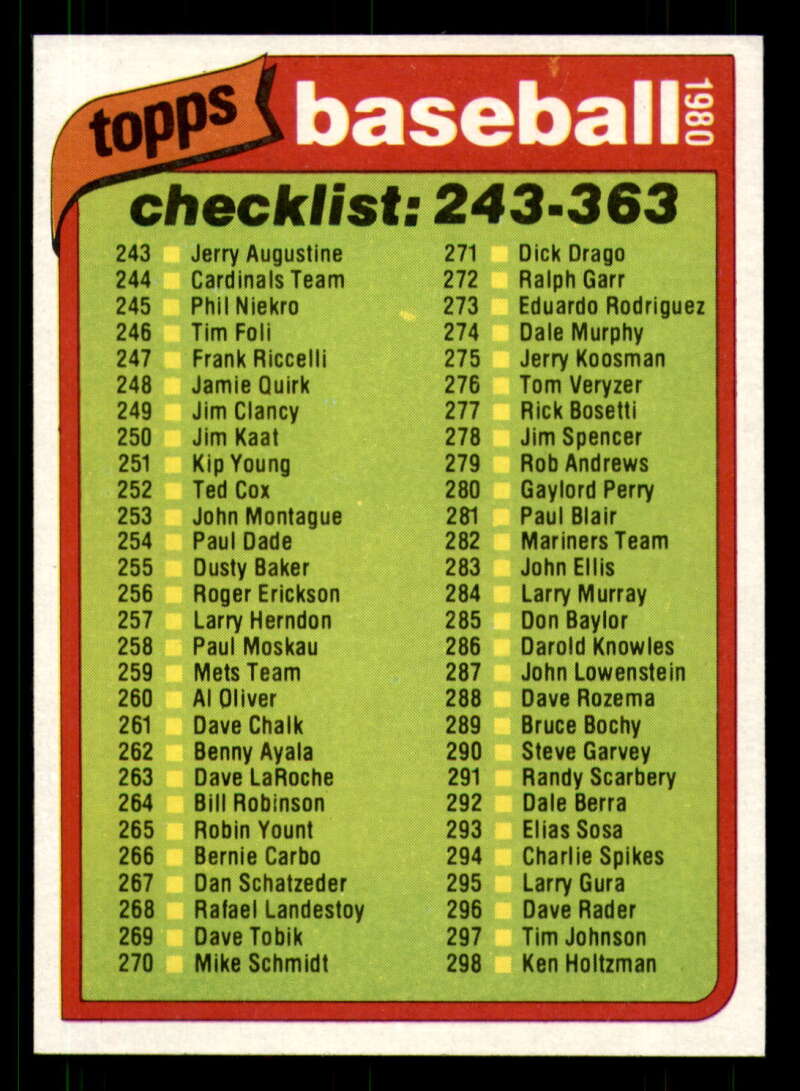 topps
baseball 1980
checklist: 243-363
243 Jerry Augustine
244 Cardinals Team
245 Phil Niekro
246 Tim Foli
247 Frank Riccelli
248 Jamie Quirk
249 Jim Clancy
250 Jim Kaat
251 Kip Young
252 Ted Cox
253 John Montague
254 Paul Dade
255 Dusty Baker
256 Roger Erickson
257 Larry Herndon
258 Paul Moskau
259 Mets Team
260 Al Oliver
261 Dave Chalk
262 Benny Ayala
263 Dave LaRoche
264 Bill Robinson
265 Robin Yount
266 Bernie Carbo
267 Dan Schatzeder
268 Rafael Landestoy
269 Dave Tobik
270 Mike Schmidt
271 Dick Drago
272 Ralph Garr
273 Eduardo Rodriguez
274 Dale Murphy
275 Jerry Koosman
276 Tom Veryzer
277 Rick Bosetti
278 Jim Spencer
279 Rob Andrews
280 Gaylord Perry
281 Paul Blair
282 Mariners Team
283 John Ellis
284 Larry Murray
285 Don Baylor
286 Darold Knowles
287 John Lowenstein
288 Dave Rozema
289 Bruce Bochy
290 Steve Garvey
291 Randy Scarbery
292 Dale Berra
293 Elias Sosa
294 Charlie Spikes
295 Larry Gura
296 Dave Rader
297 Tim Johnson
298 Ken Holtzman